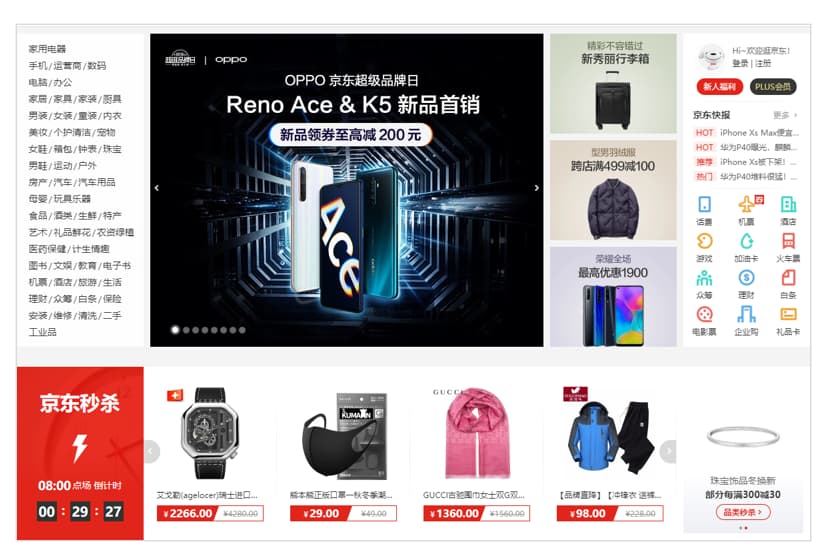 家用电器
手机/运营商/数码
电脑/办公
家居/家具/家装/厨具
男装/女装/童装/内衣
美妆/个护清洁/宠物
女鞋/箱包/钟表/珠宝
男鞋/运动/户外
房产/汽车/汽车用品
母婴/玩具乐器
食品/酒类/生鲜/特产
艺术/礼品鲜花/农资绿植
医药保健/计生情趣
图书/文娱/教育/电子书
机票/酒店/旅游/生活
理财/众筹/白条/保险
安装/维修/清洗/二手
工业品
超级品牌日 | oppo
OPPO 京东超级品牌日
Reno Ace & K5 新品首销
新品领券至高减 200 元
ACE
精彩不容错过
新秀丽行李箱
型男羽绒服
跨店满499减100
荣耀全场
最高优惠1900
Hi~欢迎逛京东!
登录 | 注册
新人福利 PLUS会员
京东快报 更多 >
HOT iPhone Xs Max便宜...
HOT 华为P40曝光，麒麟...
推荐 iPhone Xs被下架！...
热门 华为P40堆料很猛！...
话费 机票 酒店
游戏 加油卡 火车票
众筹 理财 白条
电影票 企业购 礼品卡
京东秒杀
08:00 点场 倒计时
00 : 29 : 27
艾戈勒(agelocer)瑞士进口...
¥2266.00 ¥4280.00
KUMAMON
熊本熊正版口罩一秋冬季潮...
¥29.00 ¥49.00
GUCCI
GUCCI古驰围巾女士双G双...
¥1360.00 ¥1560.00
【品牌直降】【冲锋衣 送裤...
¥98.00 ¥228.00
珠宝饰品冬焕新
部分每满300减30
品类秒杀 >